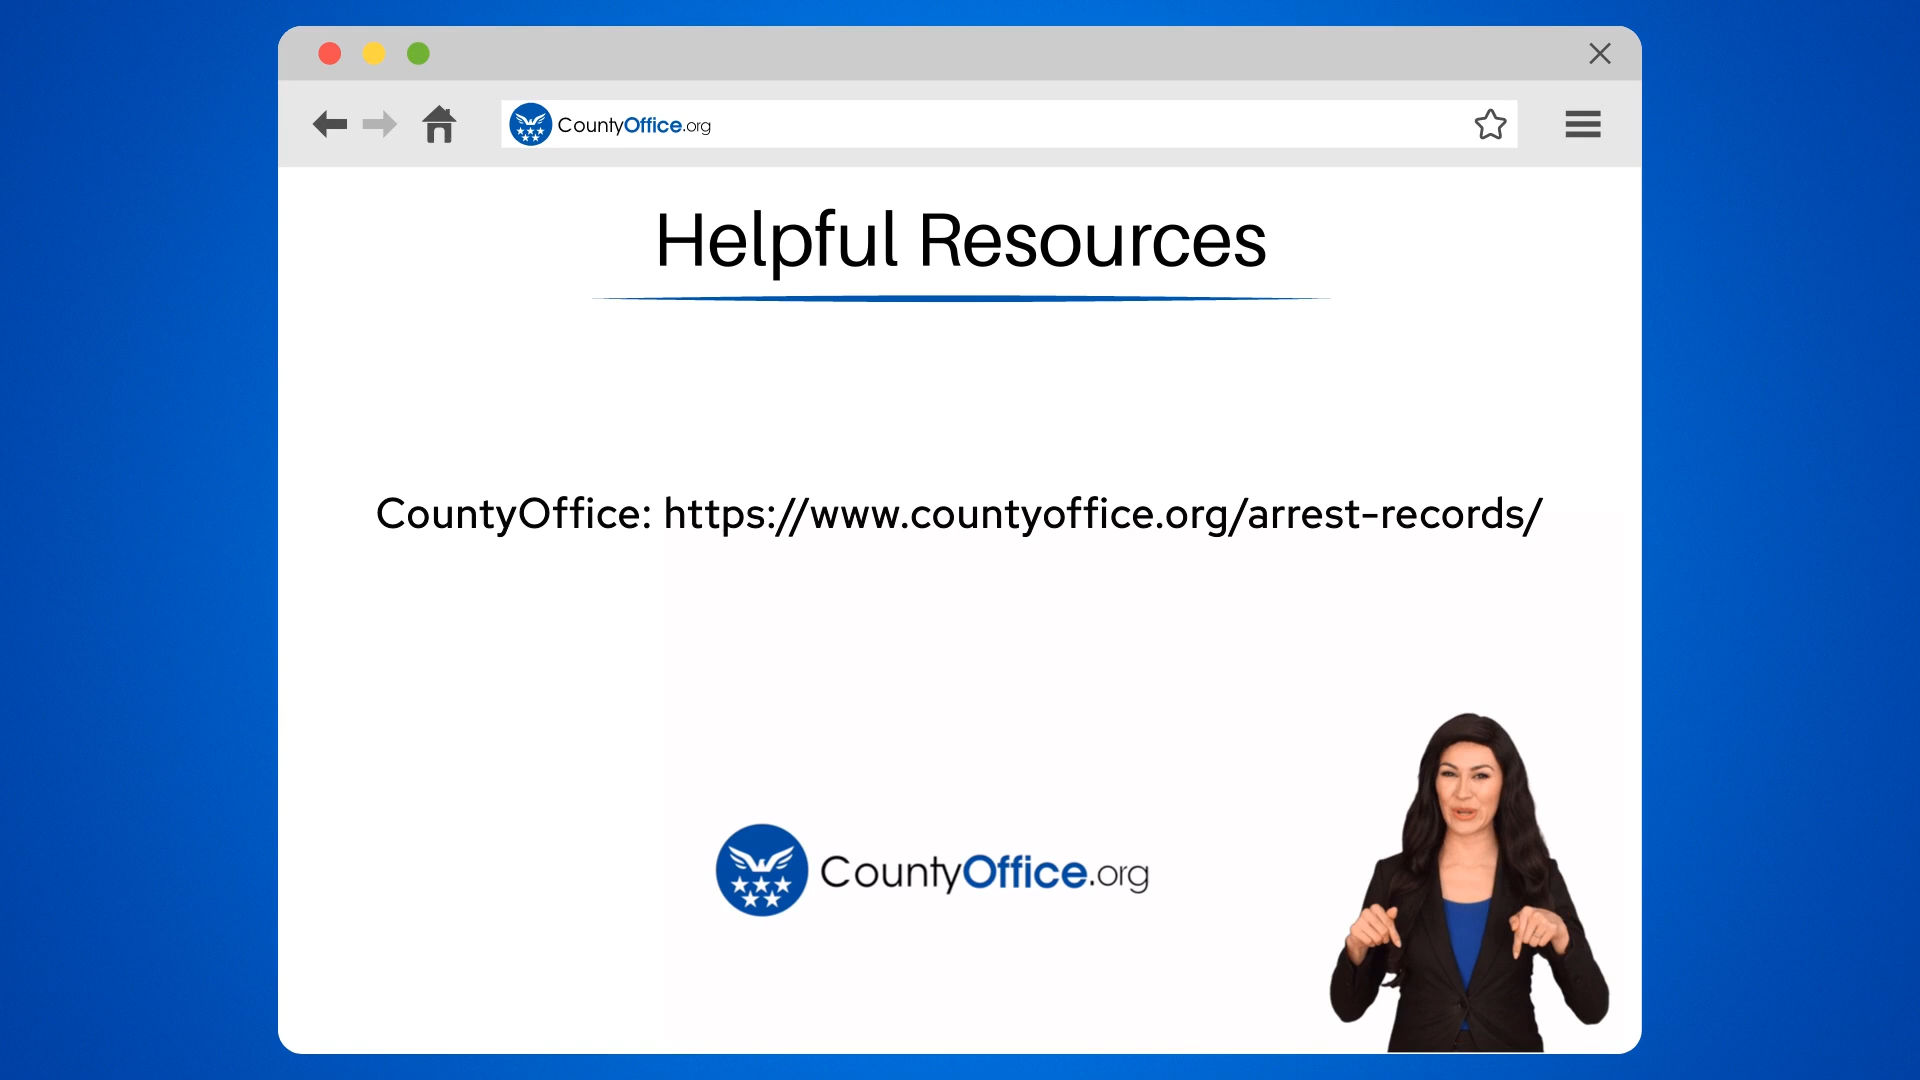 CountyOffice.org
Helpful Resources
CountyOffice: https://www.countyoffice.org/arrest-records/
CountyOffice.org